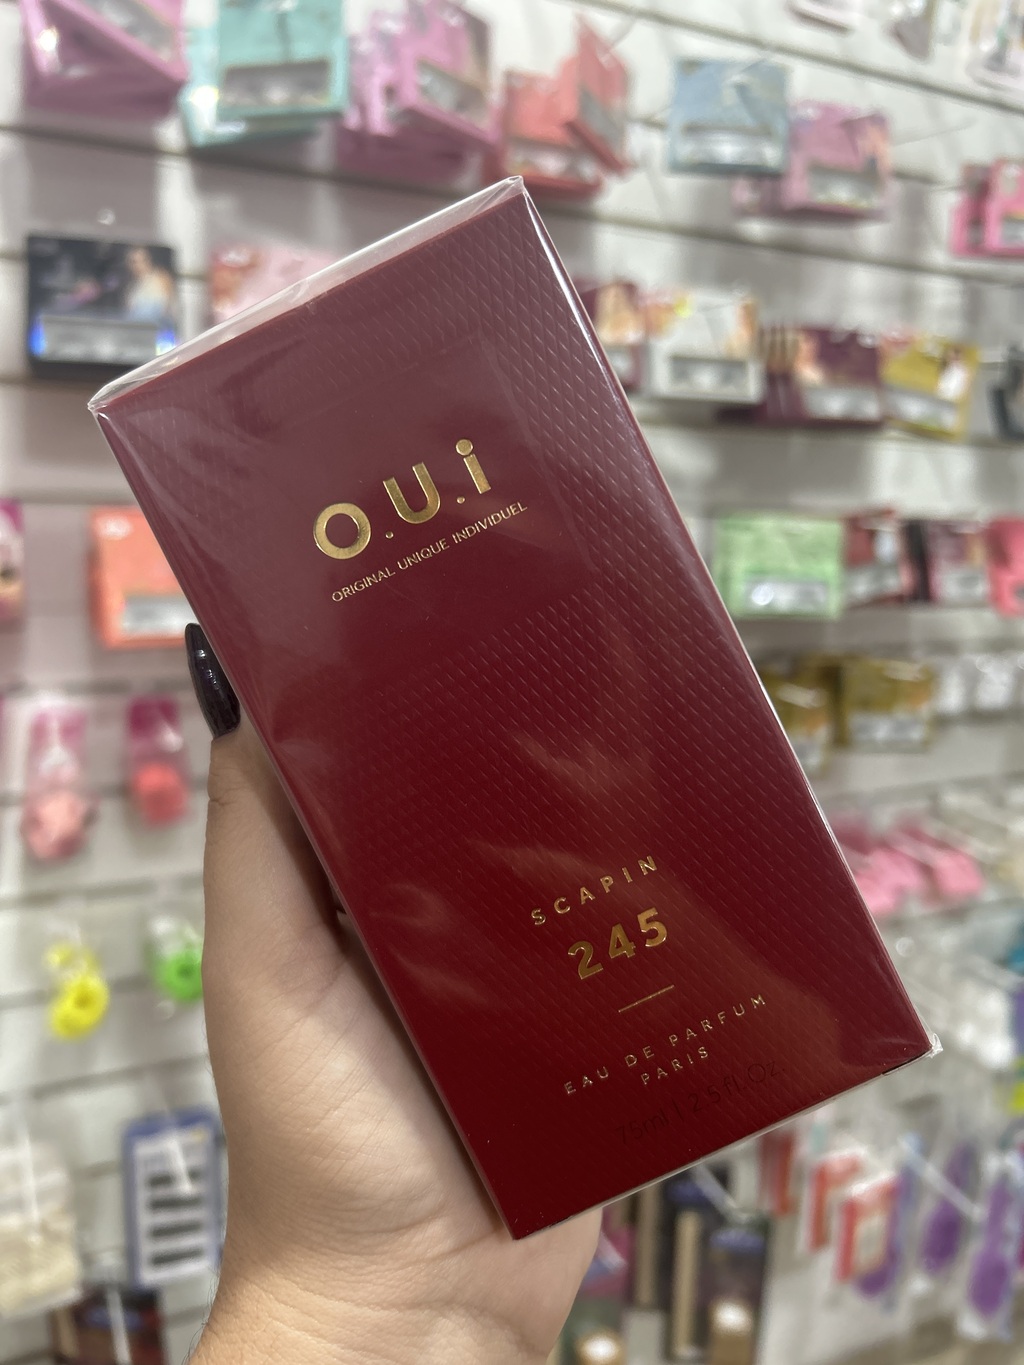 O.U.i
ORIGINAL UNIQUE INDIVIDUEL
SCAPIN
245
EAU DE PARFUM
PARIS
75ml | 2.5 fl.oz.